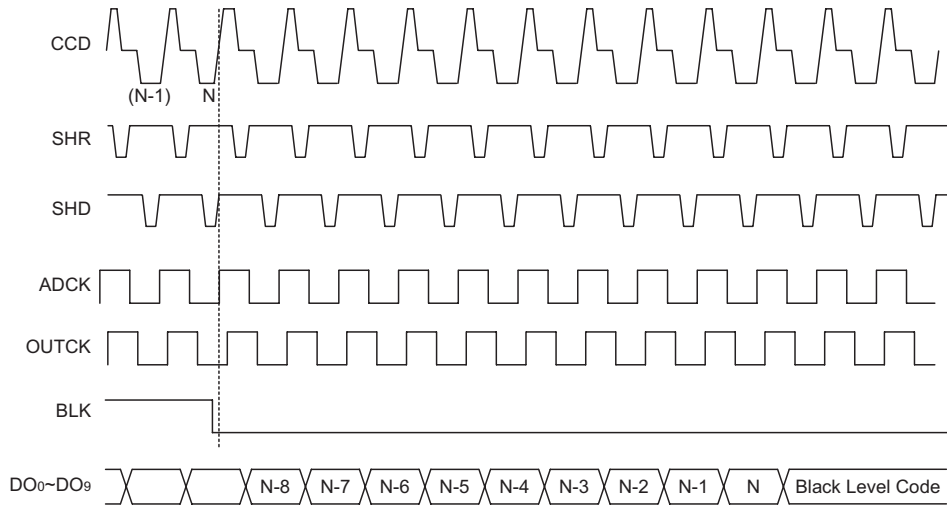 CCD
(N-1) N
SHR
SHD
ADCK
OUTCK
BLK
DO0~DO9 N-8 N-7 N-6 N-5 N-4 N-3 N-2 N-1 N Black Level Code